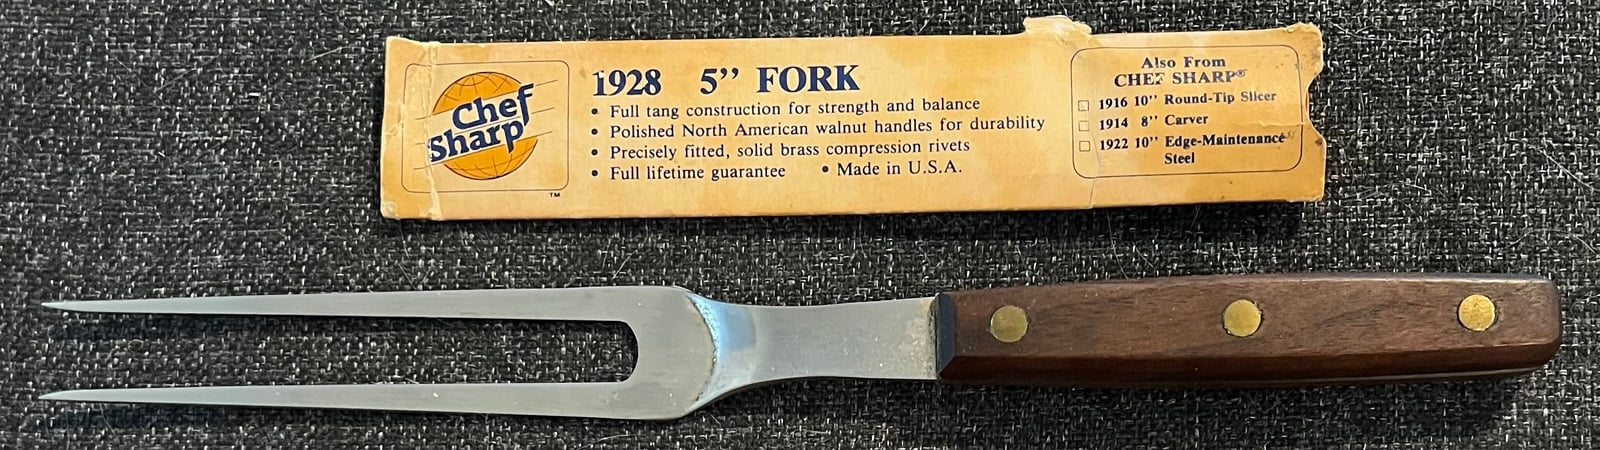 Chef
Sharp
™
1928 5” FORK
• Full tang construction for strength and balance
• Polished North American walnut handles for durability
• Precisely fitted, solid brass compression rivets
• Full lifetime guarantee • Made in U.S.A.
Also From
CHEF SHARP®
□ 1916 10” Round-Tip Slicer
□ 1914 8” Carver
□ 1922 10” Edge-Maintenance
Steel